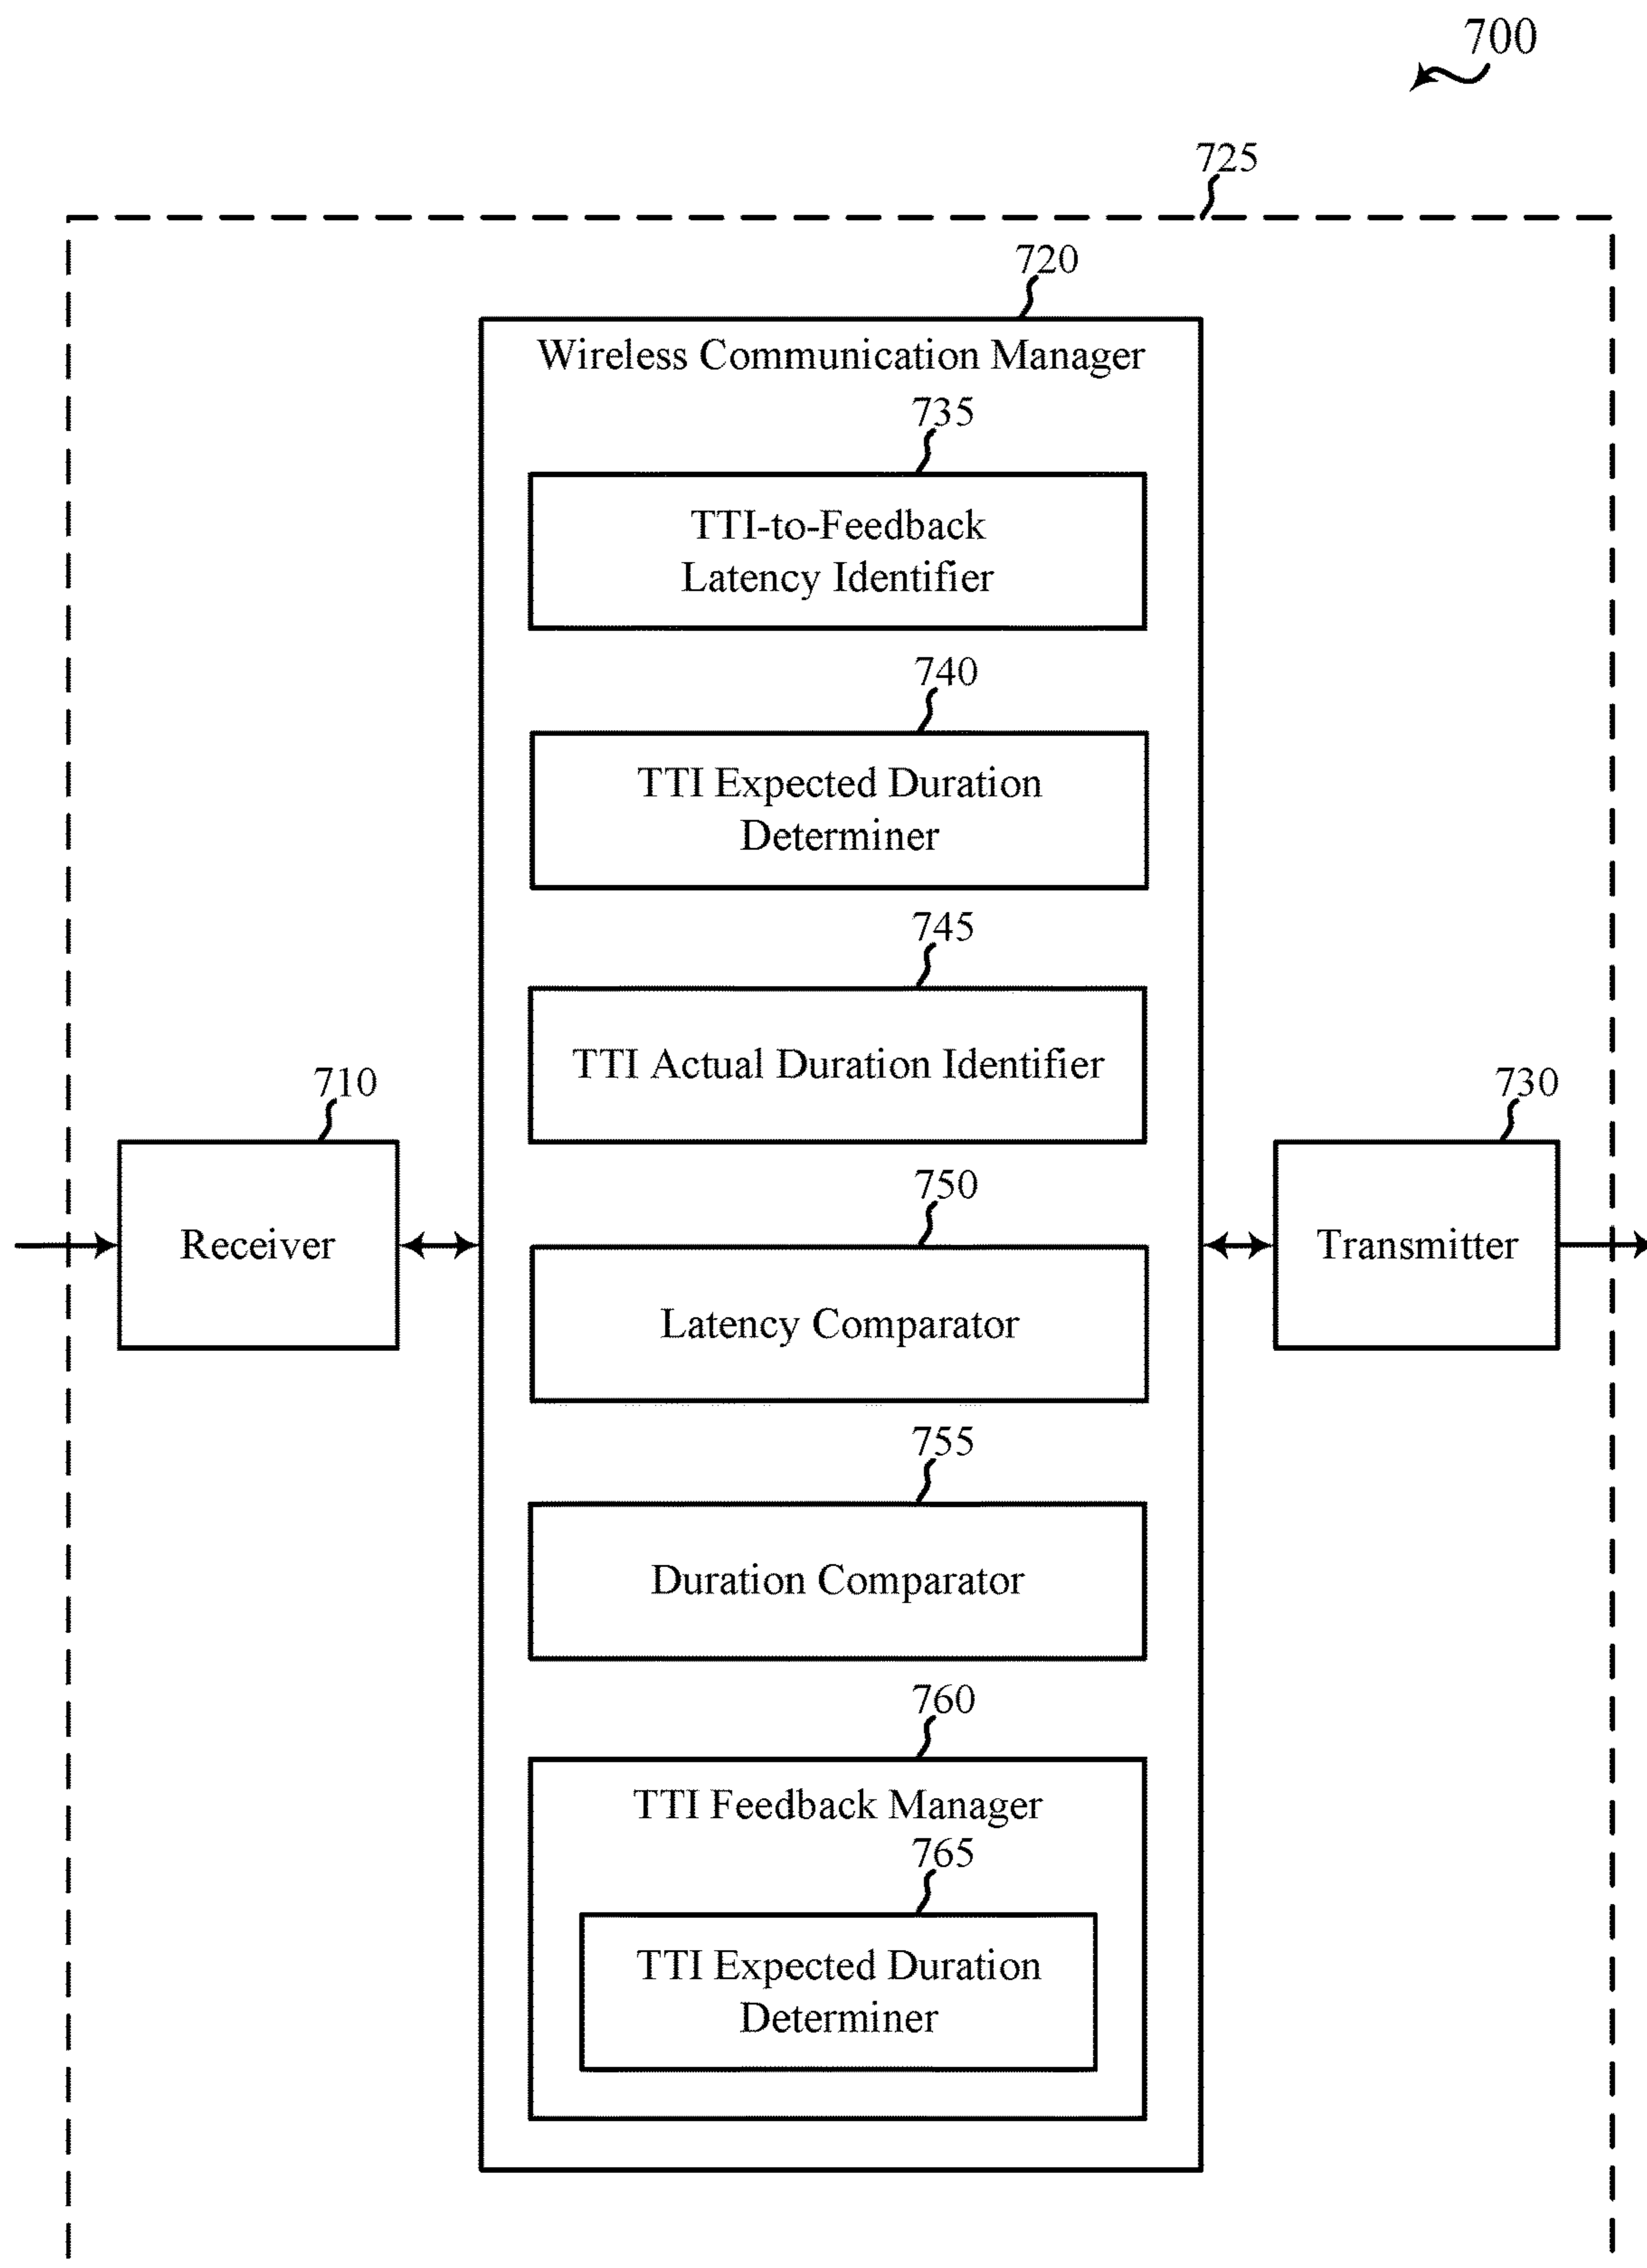 700
725
720
Wireless Communication Manager
735
TTI-to-Feedback
Latency Identifier
740
TTI Expected Duration
Determiner
745
TTI Actual Duration Identifier
710
Receiver
730
Transmitter
750
Latency Comparator
755
Duration Comparator
760
TTI Feedback Manager
765
TTI Expected Duration
Determiner